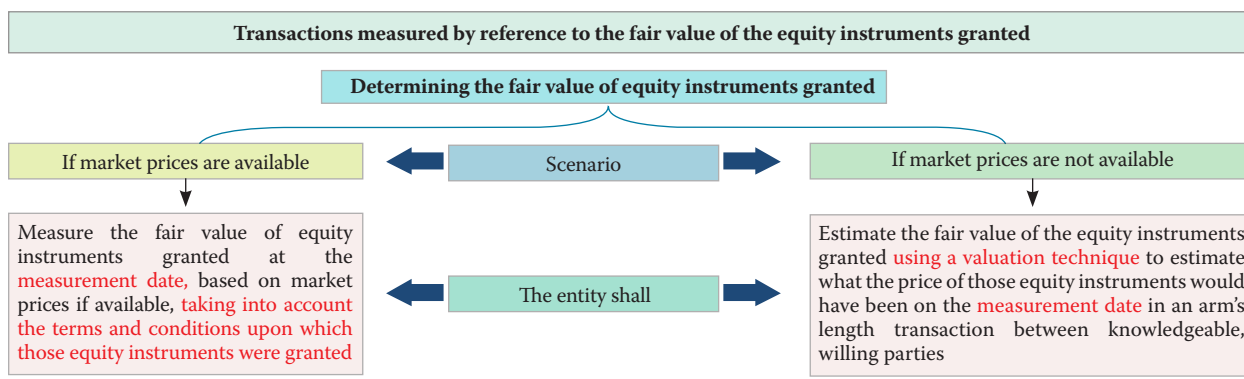 Transactions measured by reference to the fair value of the equity instruments granted
Determining the fair value of equity instruments granted
If market prices are available
Scenario
If market prices are not available
Measure the fair value of equity
instruments granted at the
measurement date, based on market
prices if available, taking into account
the terms and conditions upon which
those equity instruments were granted
The entity shall
Estimate the fair value of the equity instruments
granted using a valuation technique to estimate
what the price of those equity instruments would
have been on the measurement date in an arm’s
length transaction between knowledgeable,
willing parties